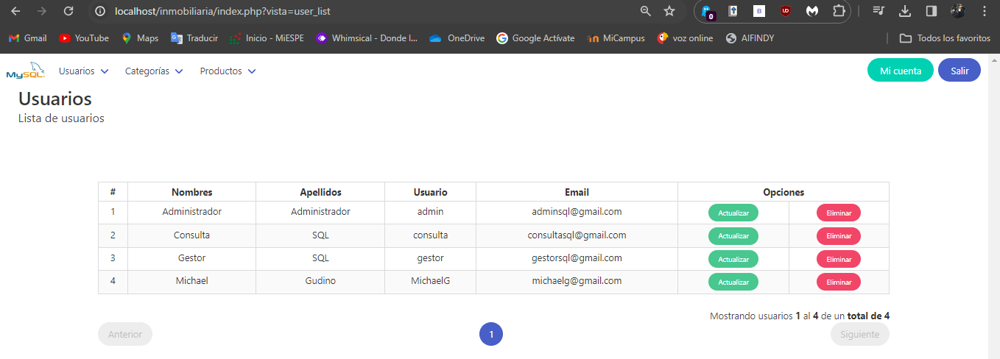 localhost/inmobiliaria/index.php?vista=user_list
0 B UD
Gmail YouTube Maps Traducir Inicio - MiESPE Whimsical - Donde l... OneDrive Google Actívate MiCampus voz online AIFINDY Todos los favoritos
MySQL Usuarios Categorías Productos Mi cuenta Salir
Usuarios
Lista de usuarios
# Nombres Apellidos Usuario Email Opciones
1 Administrador Administrador admin adminsql@gmail.com Actualizar Eliminar
2 Consulta SQL consulta consultasql@gmail.com Actualizar Eliminar
3 Gestor SQL gestor gestorsql@gmail.com Actualizar Eliminar
4 Michael Gudino MichaelG michaelg@gmail.com Actualizar Eliminar
Mostrando usuarios 1 al 4 de un total de 4
Anterior 1 Siguiente